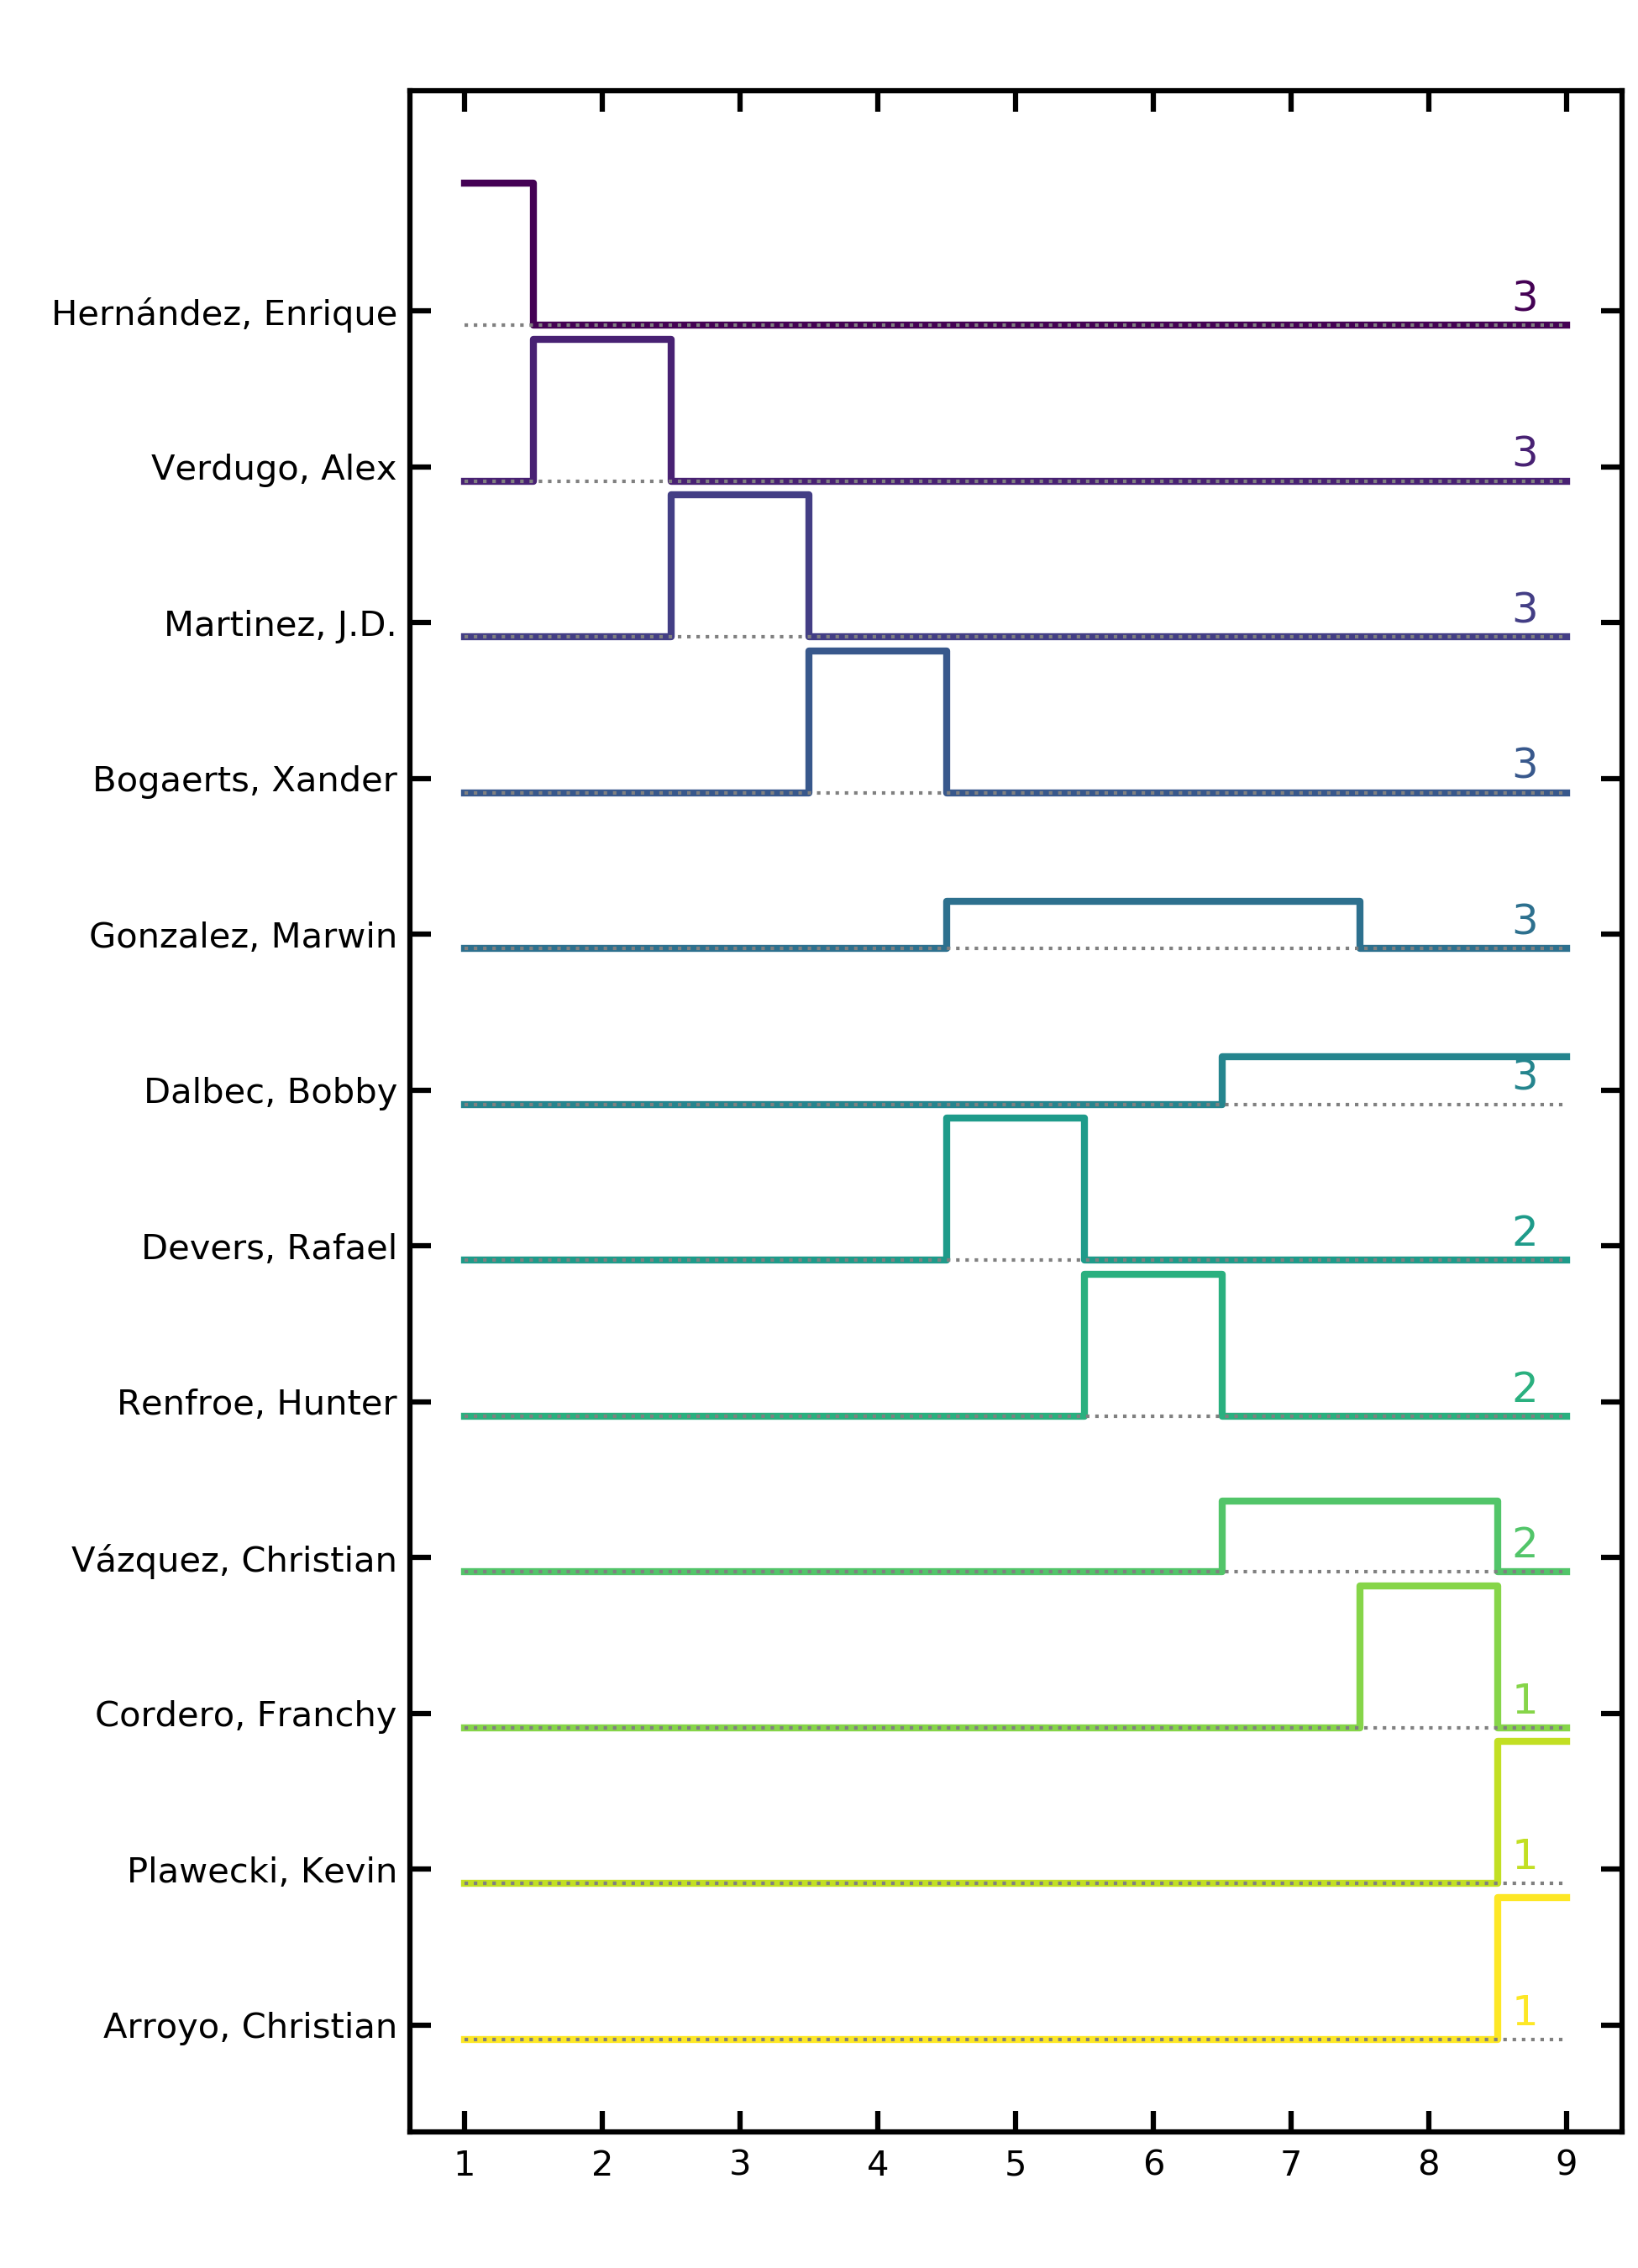 Hernández, Enrique 3
Verdugo, Alex 3
Martinez, J.D. 3
Bogaerts, Xander 3
Gonzalez, Marwin 3
Dalbec, Bobby 3
Devers, Rafael 2
Renfroe, Hunter 2
Vázquez, Christian 2
Cordero, Franchy 1
Plawecki, Kevin 1
Arroyo, Christian 1
1 2 3 4 5 6 7 8 9